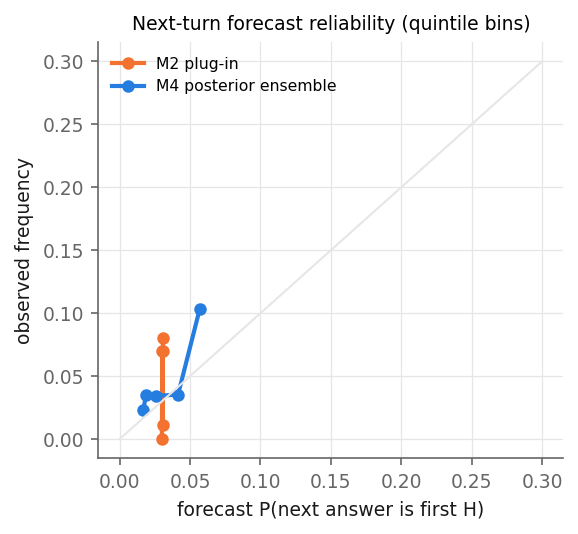 Next-turn forecast reliability (quintile bins)
M2 plug-in
M4 posterior ensemble
0.30
0.25
0.20
0.15
0.10
0.05
0.00
observed frequency
0.00 0.05 0.10 0.15 0.20 0.25 0.30
forecast P(next answer is first H)